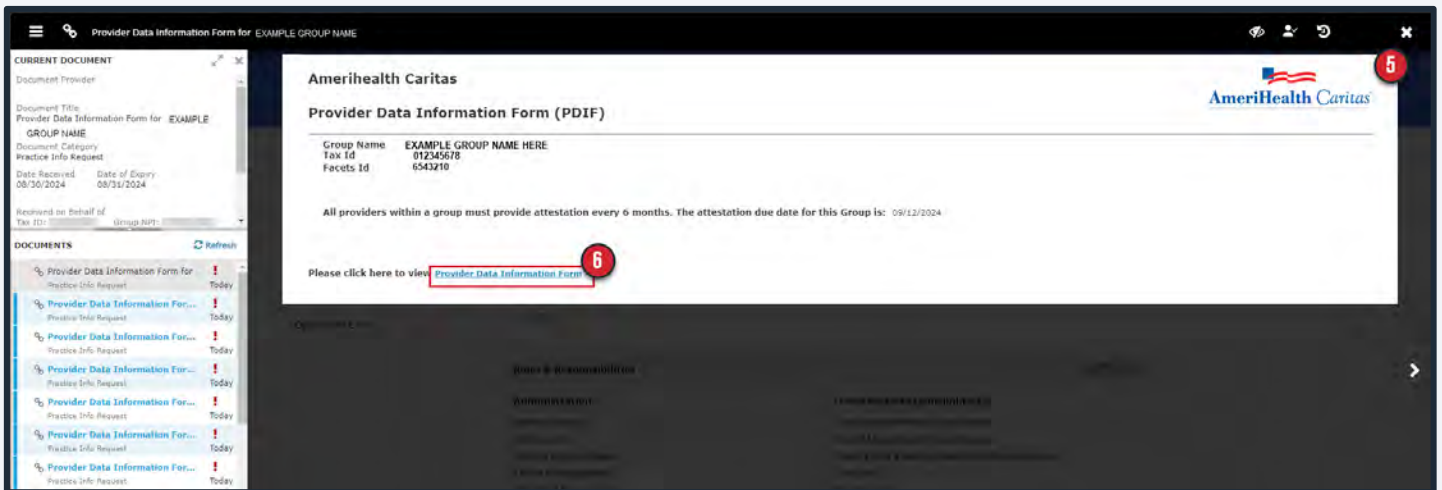 Provider Data Information Form for EXAMPLE GROUP NAME
CURRENT DOCUMENT
Document Provider
Document Title
Provider Data Information Form for EXAMPLE
GROUP NAME
Document Category
Practice Info Request
Date Received Date of Expiry
08/30/2024 08/31/2024
Received on Behalf of
Tax ID: Group NPI:
DOCUMENTS Refresh
Provider Data Information Form for !
Practice Info Request Today
Provider Data Information For... !
Practice Info Request Today
Provider Data Information For... !
Practice Info Request Today
Provider Data Information For... !
Practice Info Request Today
Provider Data Information For... !
Practice Info Request Today
Provider Data Information For... !
Practice Info Request Today
Provider Data Information For... !
Practice Info Request Today
5
Amerihealth Caritas
AmeriHealth Caritas
Provider Data Information Form (PDIF)
Group Name EXAMPLE GROUP NAME HERE
Tax Id 012345678
Facets Id 6543210
All providers within a group must provide attestation every 6 months. The attestation due date for this Group is: 09/12/2024
6
Please click here to view Provider Data Information Form
Roles & Responsibilities
Administration